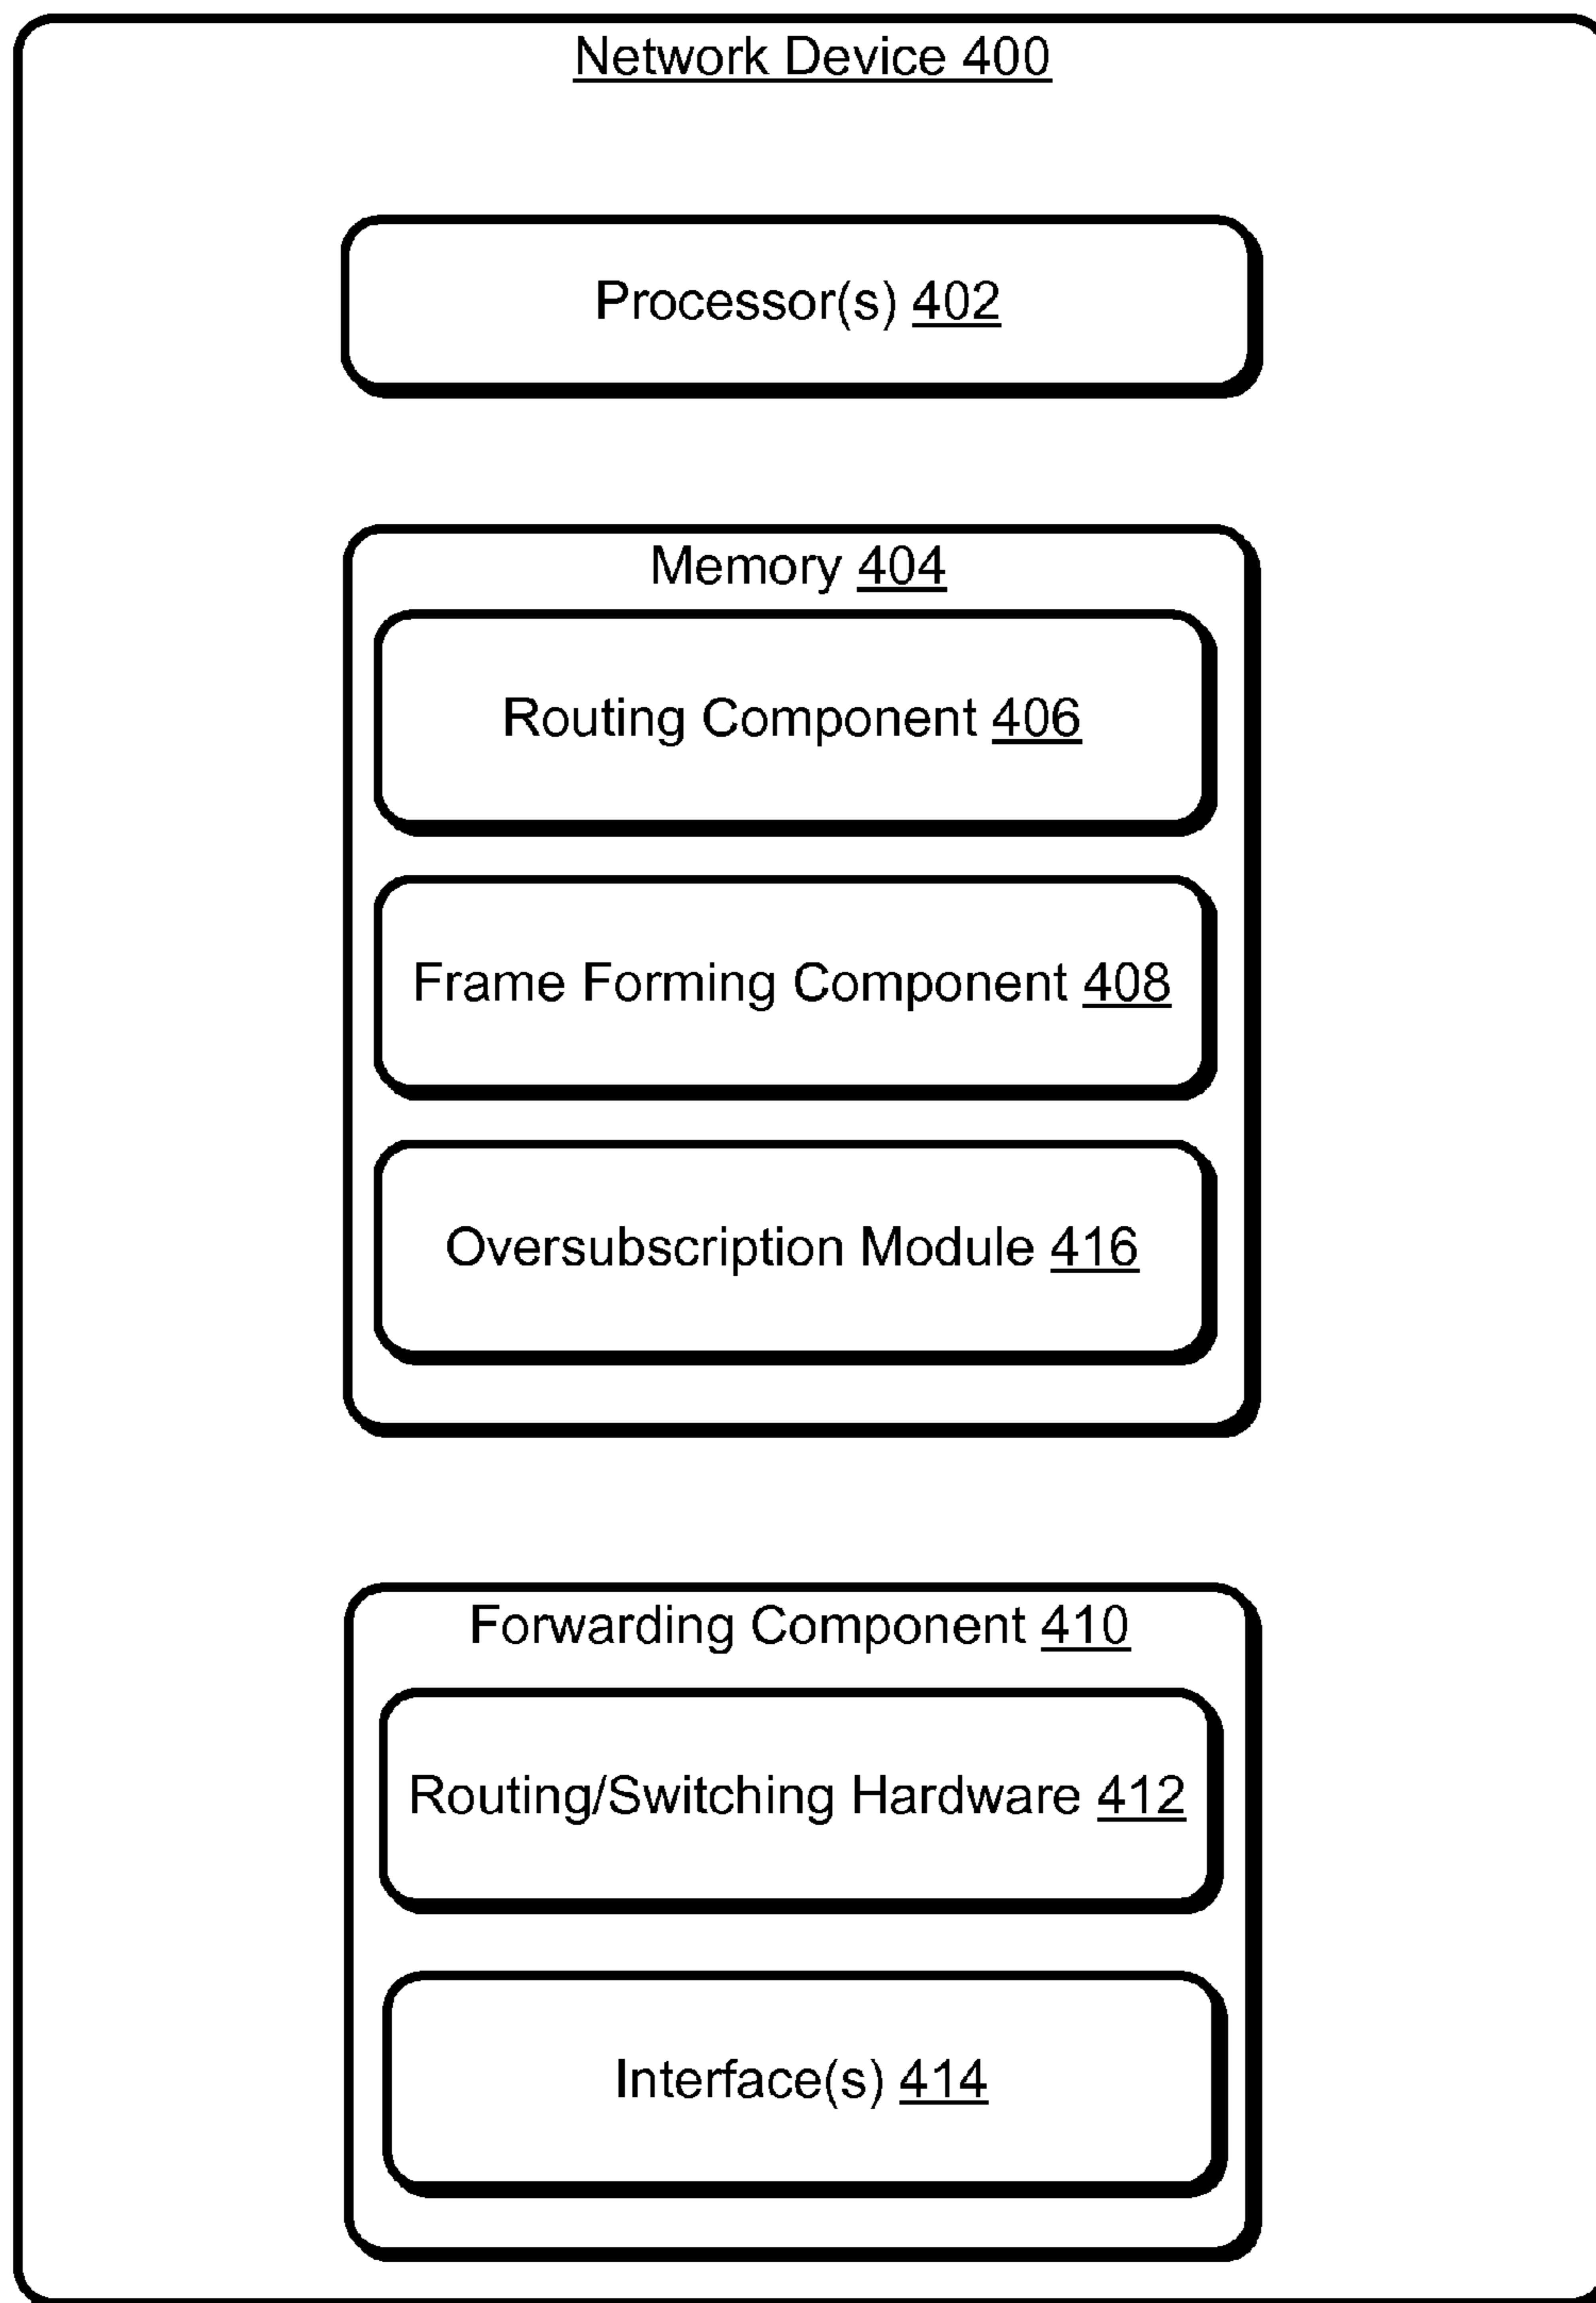 Network Device 400
Processor(s) 402
Memory 404
Routing Component 406
Frame Forming Component 408
Oversubscription Module 416
Forwarding Component 410
Routing/Switching Hardware 412
Interface(s) 414